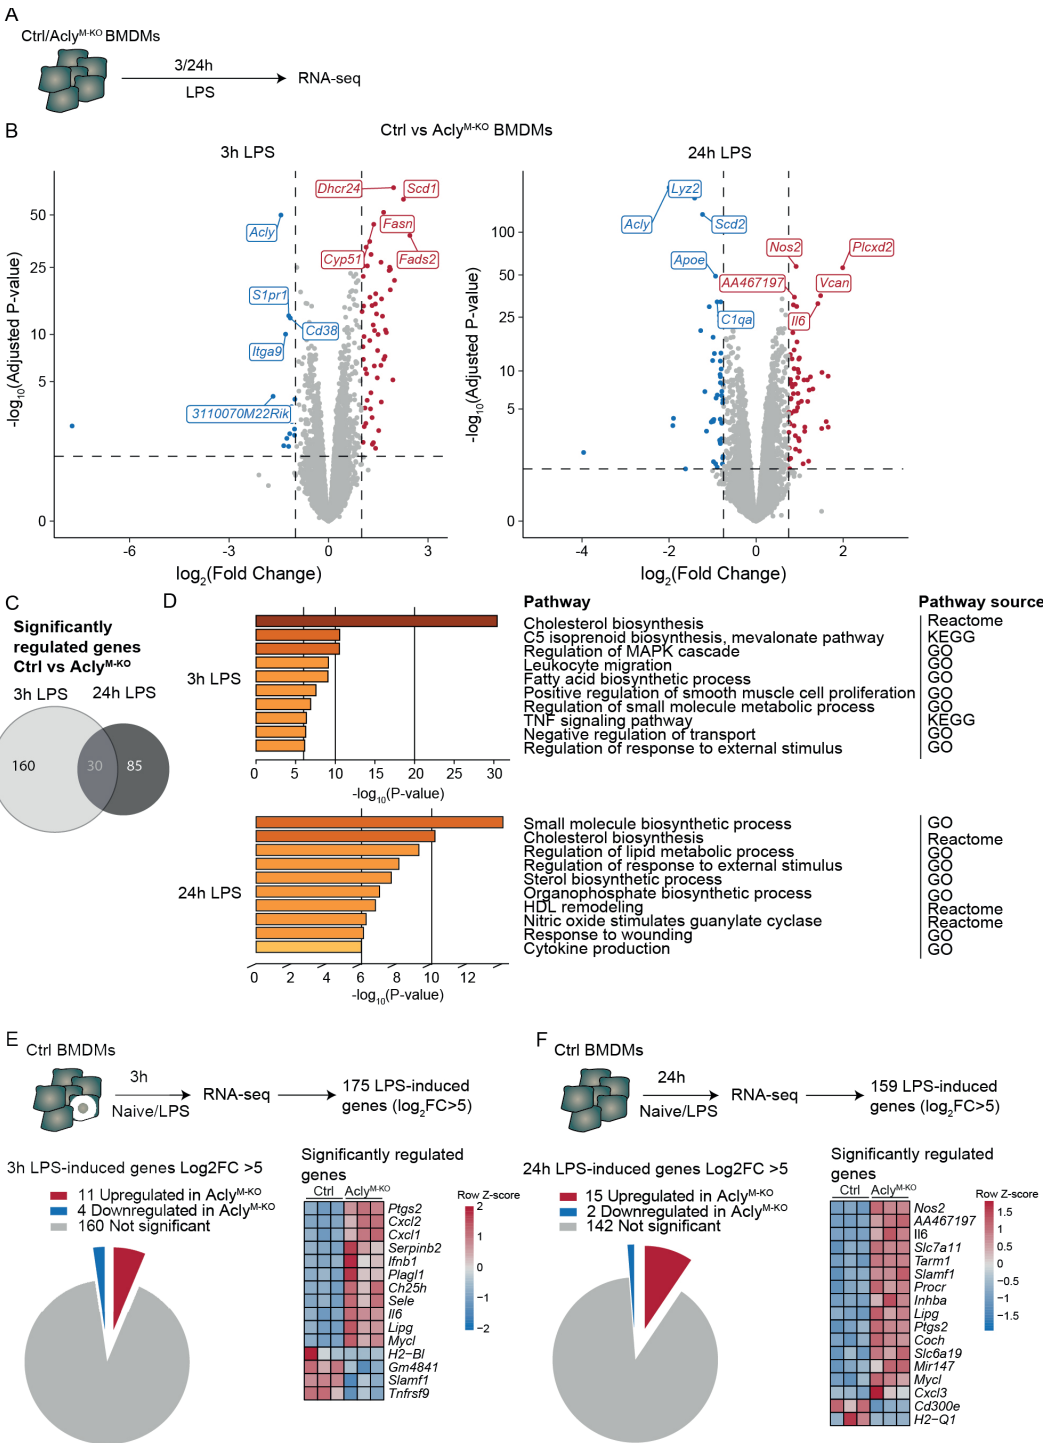 A
Ctrl/Acly^M-KO BMDMs
3/24h
LPS
RNA-seq
B
Ctrl vs Acly^M-KO BMDMs
3h LPS
24h LPS
-log10(Adjusted P-value)
50
25
10
5
0
Dhcr24
Scd1
Acly
Fasn
Cyp51
Fads2
S1pr1
Cd38
Itga9
3110070M22Rik
-6
-3
0
3
log2(Fold Change)
-log10(Adjusted P-value)
100
50
25
10
5
0
Lyz2
Acly
Scd2
Nos2
Plcxd2
Apoe
AA467197
Vcan
C1qa
Il6
-4
-2
0
2
log2(Fold Change)
C
Significantly
regulated genes
Ctrl vs Acly^M-KO
3h LPS
24h LPS
160
30
85
D
Pathway
Pathway source
3h LPS
Cholesterol biosynthesis
Reactome
C5 isoprenoid biosynthesis, mevalonate pathway
KEGG
Regulation of MAPK cascade
GO
Leukocyte migration
GO
Fatty acid biosynthetic process
GO
Positive regulation of smooth muscle cell proliferation
GO
Regulation of small molecule metabolic process
GO
TNF signaling pathway
KEGG
Negative regulation of transport
GO
Regulation of response to external stimulus
GO
0 5 10 15 20 25 30
-log10(P-value)
24h LPS
Small molecule biosynthetic process
GO
Cholesterol biosynthesis
Reactome
Regulation of lipid metabolic process
GO
Regulation of response to external stimulus
GO
Sterol biosynthetic process
GO
Organophosphate biosynthetic process
GO
HDL remodeling
Reactome
Nitric oxide stimulates guanylate cyclase
Reactome
Response to wounding
GO
Cytokine production
GO
0 2 4 6 8 10 12
-log10(P-value)
E
Ctrl BMDMs
3h
Naive/LPS
RNA-seq
175 LPS-induced
genes (log2FC>5)
3h LPS-induced genes Log2FC >5
11 Upregulated in Acly^M-KO
4 Downregulated in Acly^M-KO
160 Not significant
Significantly regulated
genes
Ctrl
Acly^M-KO
Row Z-score
Ptgs2
Cxcl2
Cxcl1
Serpinb2
Ifnb1
Plagl1
Ch25h
Sele
Il6
Lipg
Mycl
H2−Bl
Gm4841
Slamf1
Tnfrsf9
2
1
0
−1
−2
F
Ctrl BMDMs
24h
Naive/LPS
RNA-seq
159 LPS-induced
genes (log2FC>5)
24h LPS-induced genes Log2FC >5
15 Upregulated in Acly^M-KO
2 Downregulated in Acly^M-KO
142 Not significant
Significantly regulated
genes
Ctrl
Acly^M-KO
Row Z-score
Nos2
AA467197
Il6
Slc7a11
Tarm1
Slamf1
Procr
Inhba
Lipg
Ptgs2
Coch
Slc6a19
Mir147
Mycl
Cxcl3
Cd300e
H2−Q1
1.5
1
0.5
0
−0.5
−1
−1.5